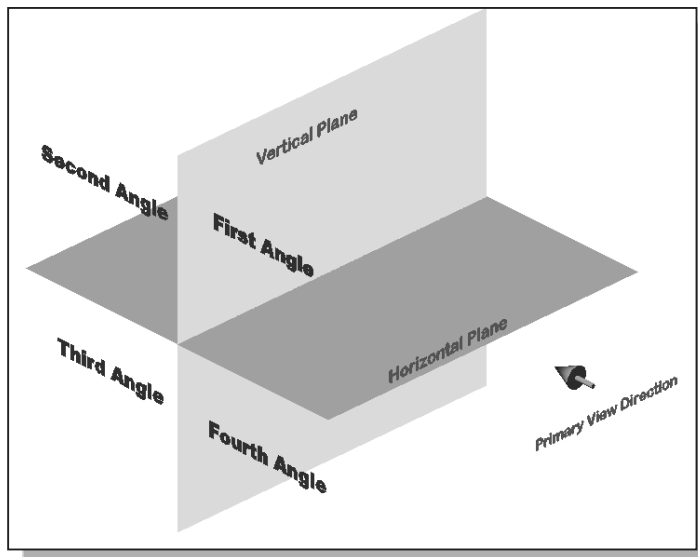 Vertical Plane
Second Angle
First Angle
Horizontal Plane
Third Angle
Primary View Direction
Fourth Angle